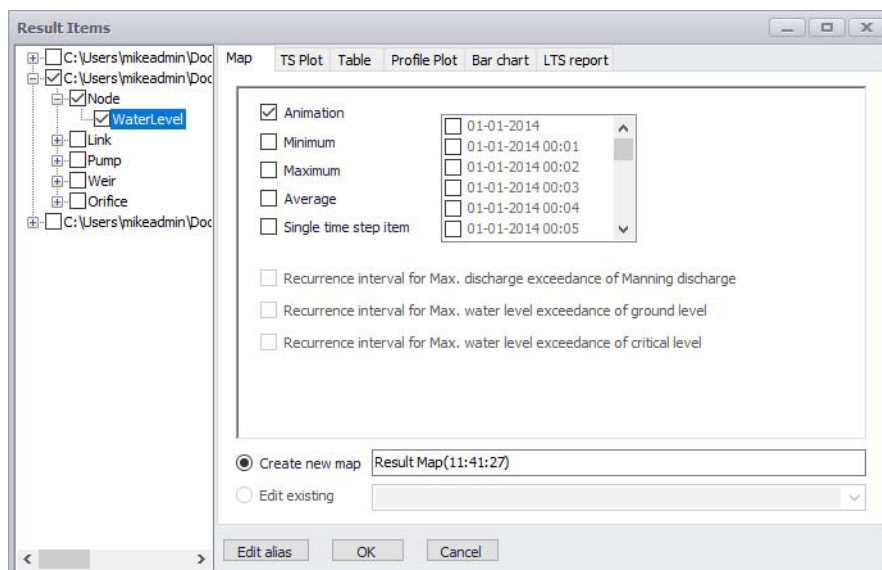 Result Items
C:\Users\mikeadmin\Doc
C:\Users\mikeadmin\Doc
Node
WaterLevel
Link
Pump
Weir
Orifice
C:\Users\mikeadmin\Doc
Map TS Plot Table Profile Plot Bar chart LTS report
Animation
Minimum
Maximum
Average
Single time step item
01-01-2014
01-01-2014 00:01
01-01-2014 00:02
01-01-2014 00:03
01-01-2014 00:04
01-01-2014 00:05
Recurrence interval for Max. discharge exceedance of Manning discharge
Recurrence interval for Max. water level exceedance of ground level
Recurrence interval for Max. water level exceedance of critical level
Create new map Result Map(11:41:27)
Edit existing
Edit alias OK Cancel